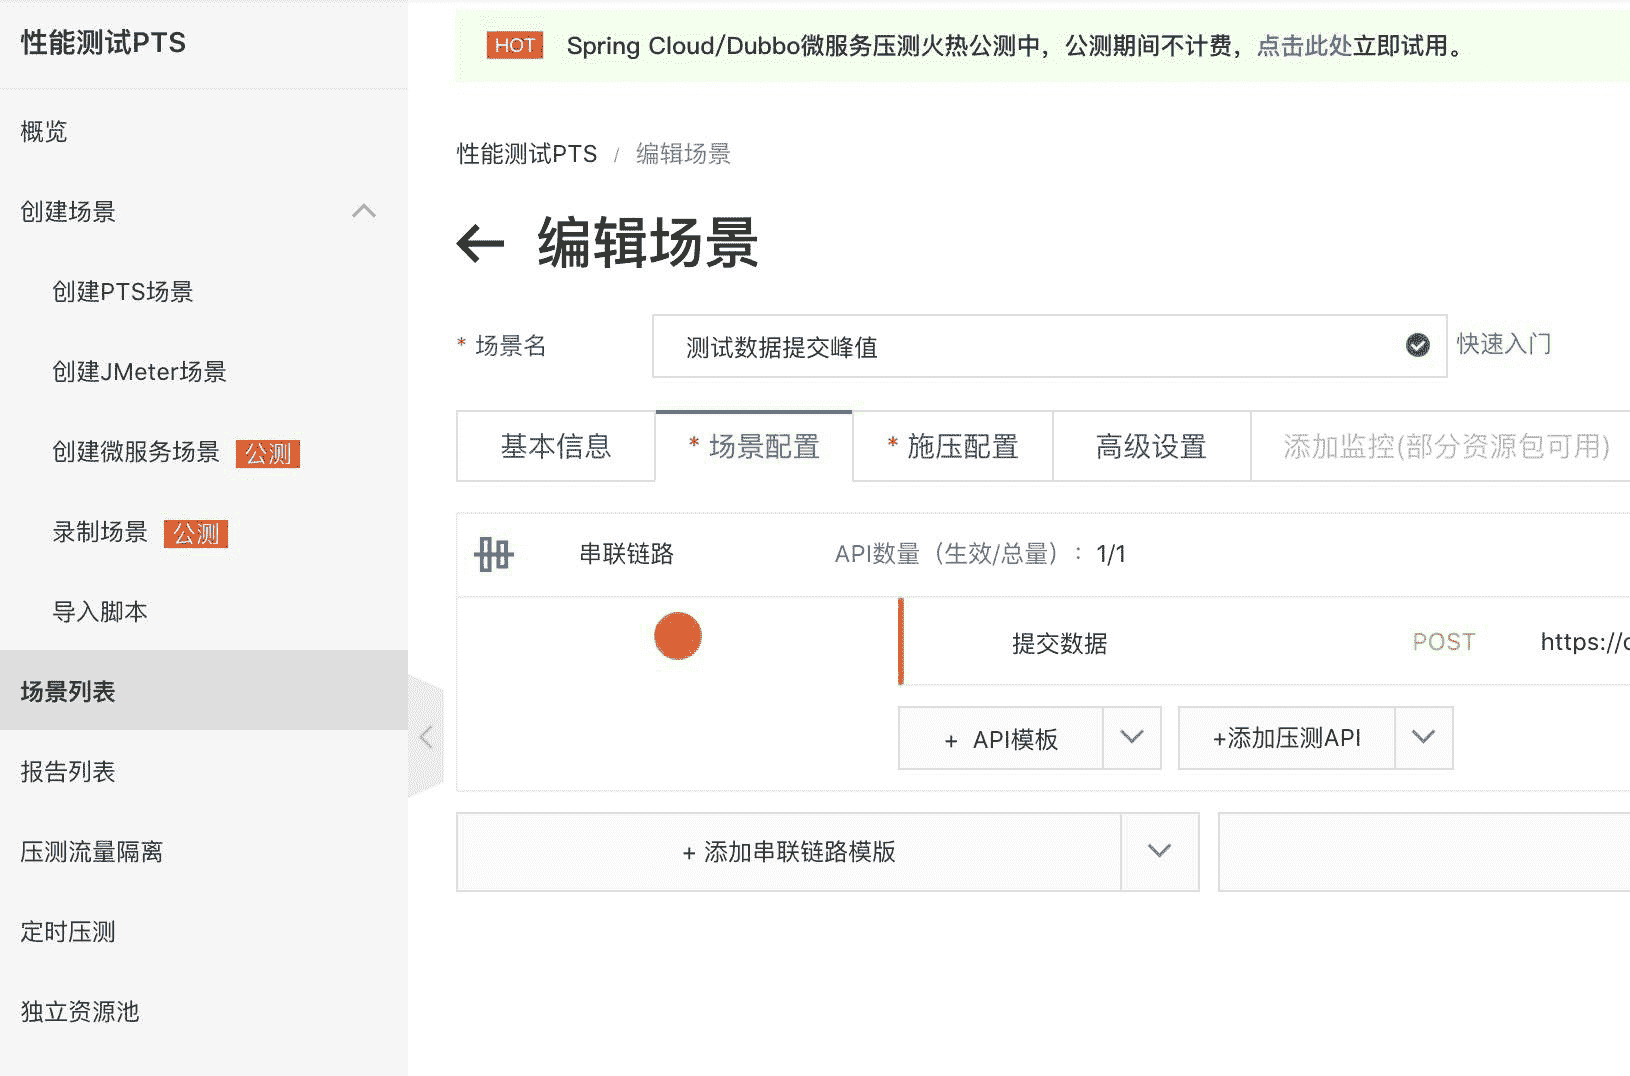 性能测试PTS
概览
创建场景
创建PTS场景
创建JMeter场景
创建微服务场景 公测
录制场景 公测
导入脚本
场景列表
报告列表
压测流量隔离
定时压测
独立资源池
HOT Spring Cloud/Dubbo微服务压测火热公测中，公测期间不计费，点击此处立即试用。
性能测试PTS / 编辑场景
编辑场景
* 场景名 测试数据提交峰值 快速入门
基本信息 * 场景配置 * 施压配置 高级设置 添加监控(部分资源包可用)
串联链路 API数量（生效/总量）： 1/1
提交数据 POST https://
+ API模板 +添加压测API
+ 添加串联链路模版